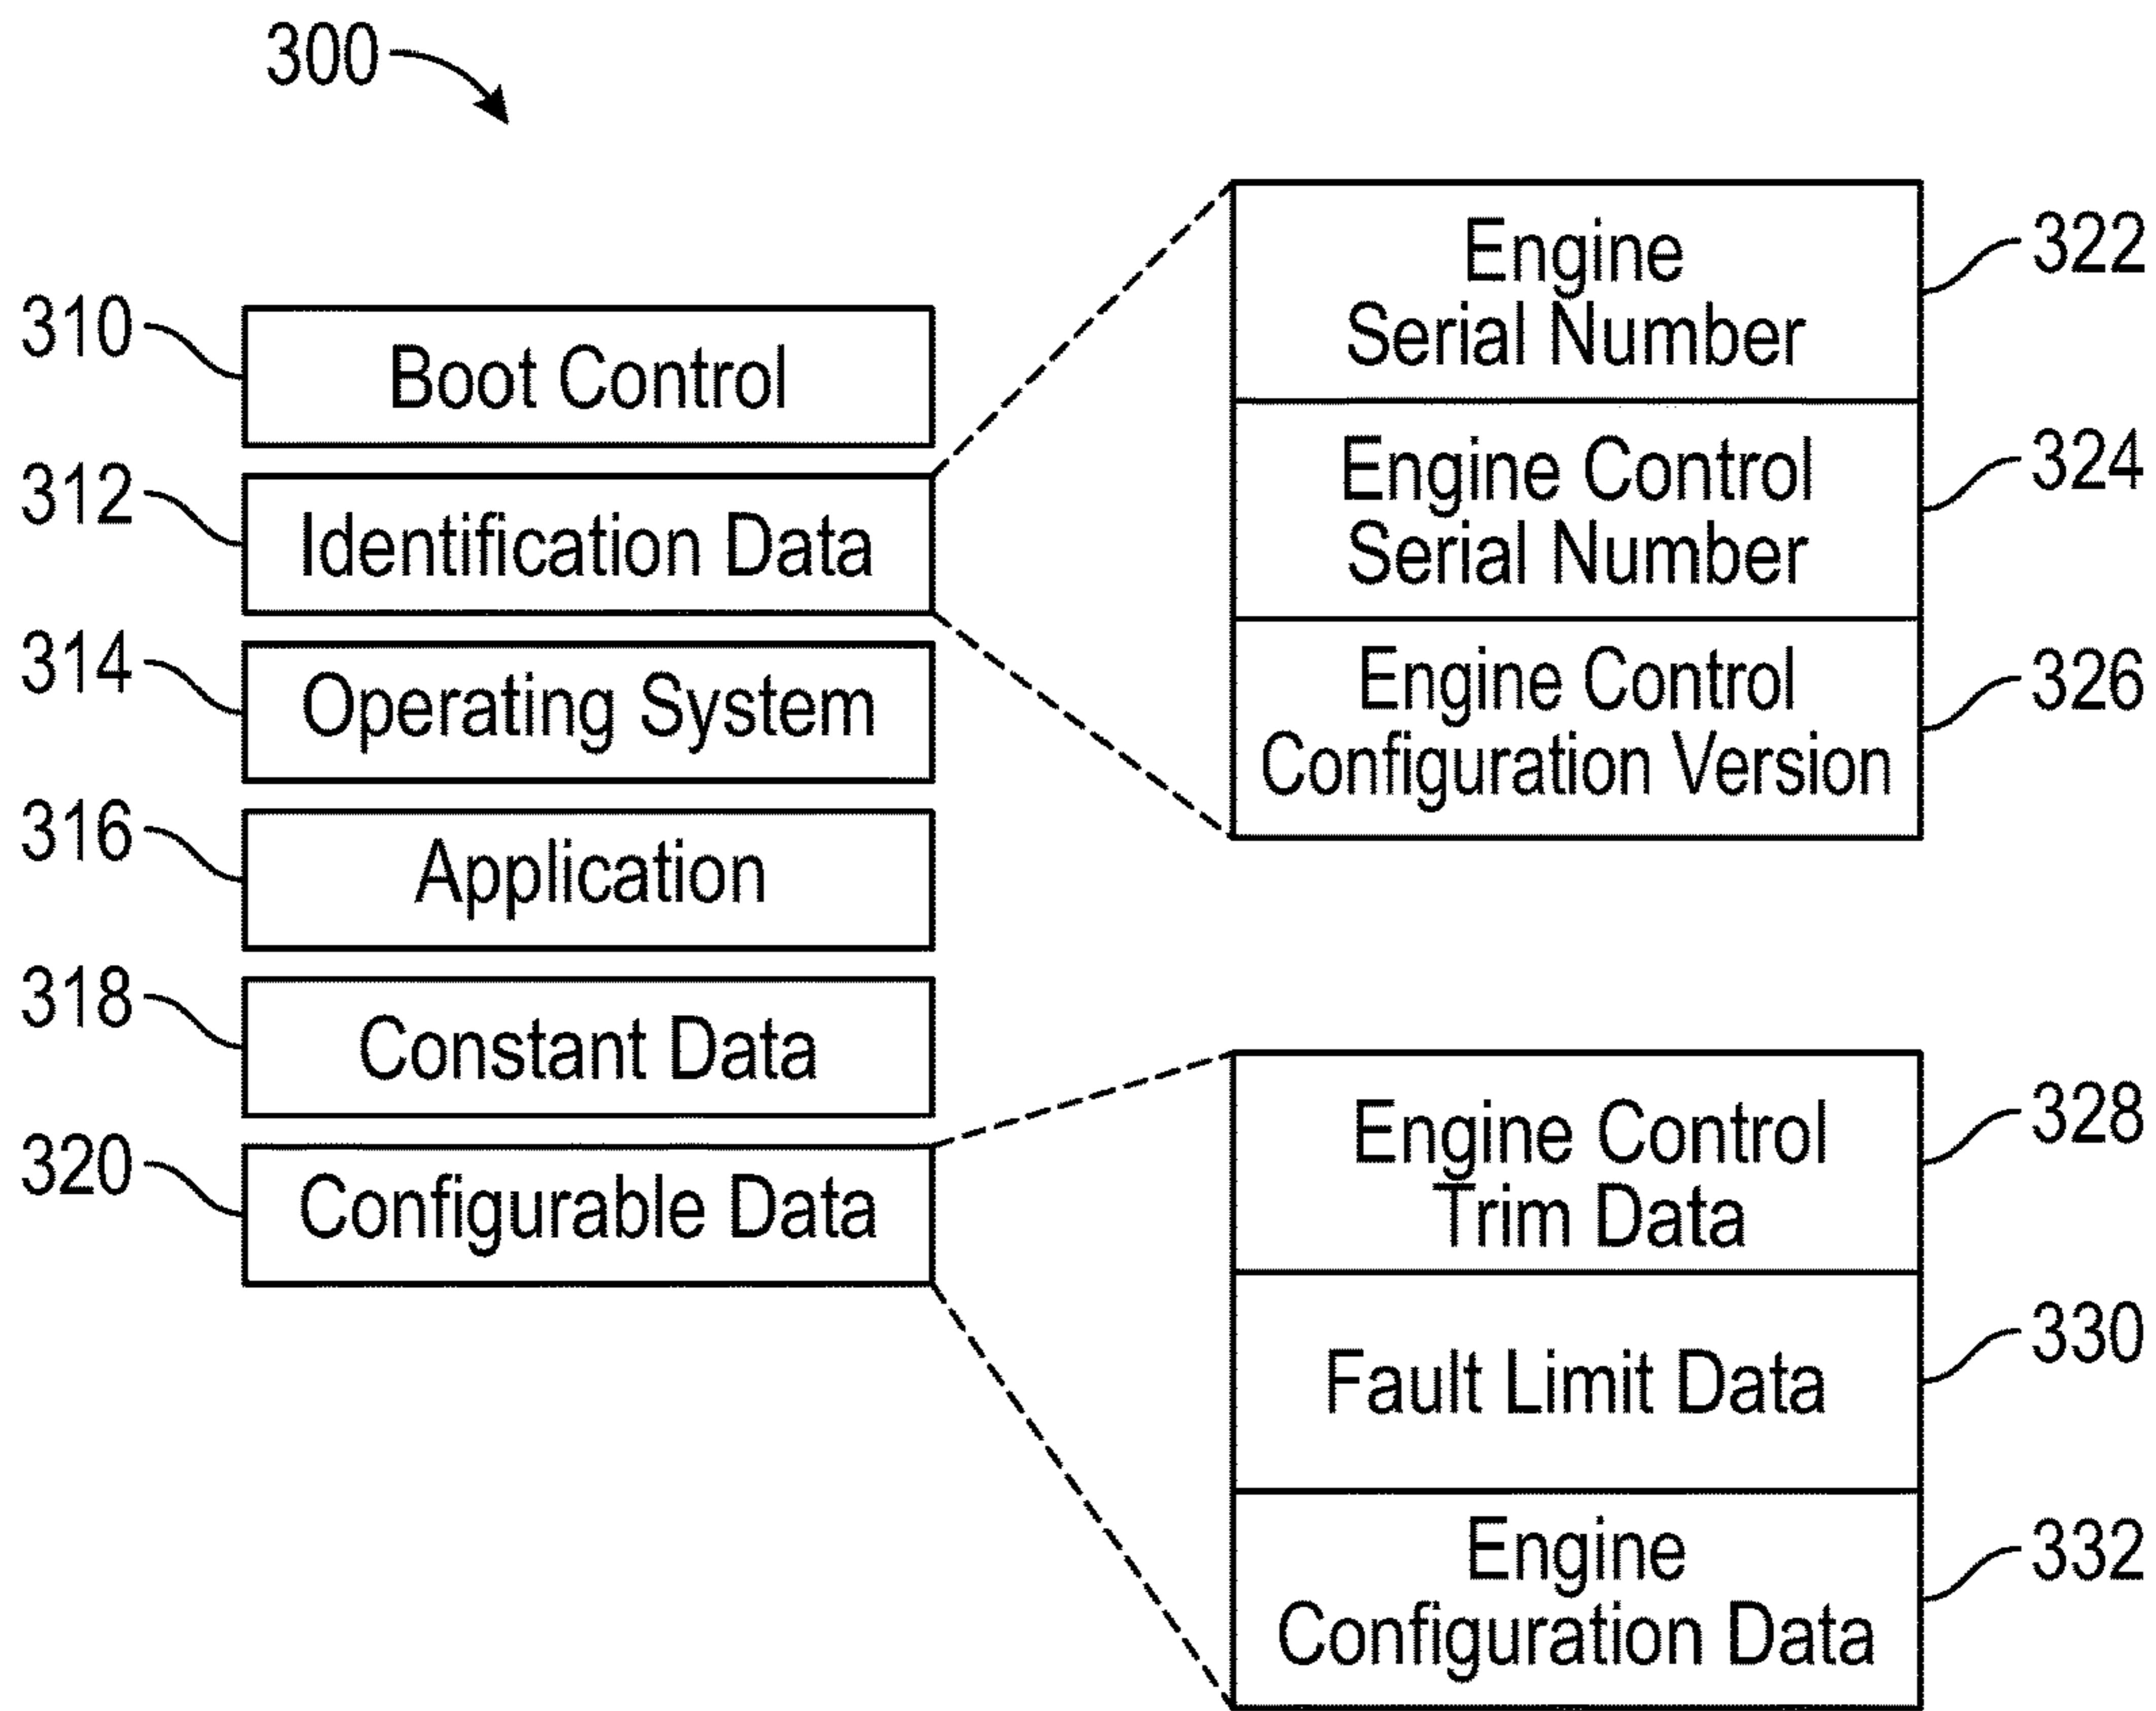 300
310
Boot Control
312
Identification Data
314
Operating System
316
Application
318
Constant Data
320
Configurable Data
Engine
Serial Number
322
Engine Control
Serial Number
324
Engine Control
Configuration Version
326
Engine Control
Trim Data
328
Fault Limit Data
330
Engine
Configuration Data
332